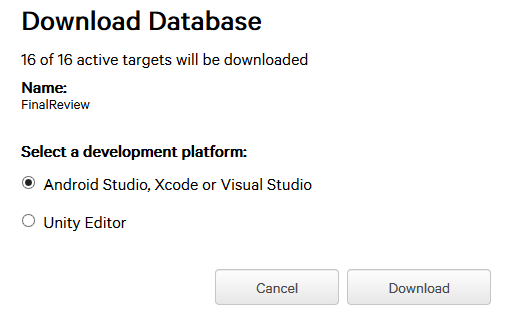 Download Database
16 of 16 active targets will be downloaded
Name:
FinalReview
Select a development platform:
Android Studio, Xcode or Visual Studio
Unity Editor
Cancel
Download